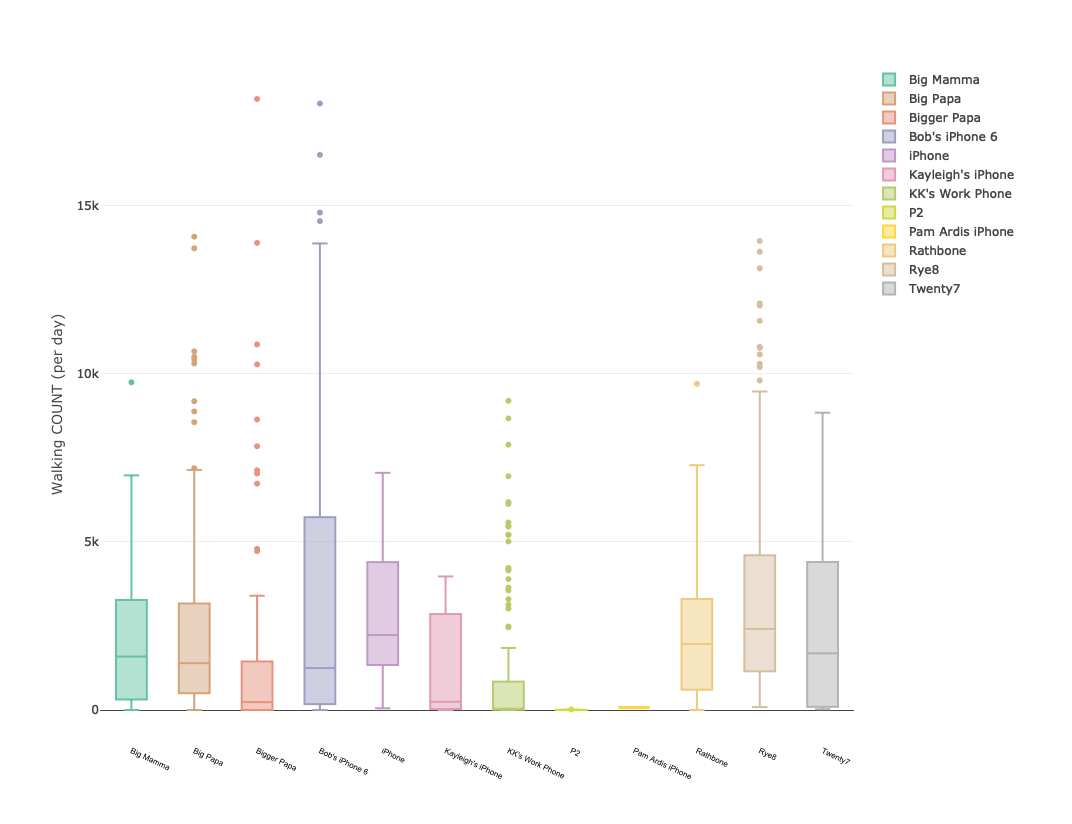 Big Mamma
Big Papa
Bigger Papa
Bob's iPhone 6
iPhone
Kayleigh's iPhone
KK's Work Phone
P2
Pam Ardis iPhone
Rathbone
Rye8
Twenty7
15k
10k
5k
0
Walking COUNT (per day)
Big Mamma
Big Papa
Bigger Papa
Bob's iPhone 6
iPhone
Kayleigh's iPhone
KK's Work Phone
P2
Pam Ardis iPhone
Rathbone
Rye8
Twenty7